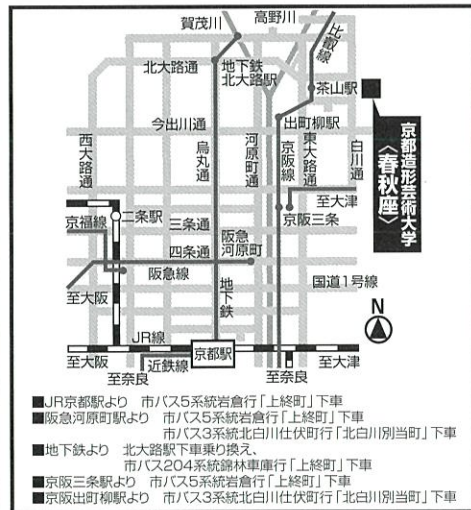 賀茂川
高野川
比叡線
北大路通
地下鉄
北大路駅
茶山駅
今出川通
出町柳駅
西大路通
烏丸通
河原町通
京阪線
東大路通
白川通
京都造形芸術大学
〈春秋座〉
至大津
京福線
二条駅
三条通
阪急
河原町
京阪三条
四条通
阪急線
地下鉄
国道1号線
至大阪
N
JR線
至大阪
京都駅
至大津
至奈良
近鉄線
至奈良
■JR京都駅より 市バス5系統岩倉行「上終町」下車
■阪急河原町駅より 市バス5系統岩倉行「上終町」下車
市バス3系統北白川仕伏町行「北白川別当町」下車
■地下鉄より 北大路駅下車乗り換え、
市バス204系統錦林車庫行「上終町」下車
■京阪三条駅より 市バス5系統岩倉行「上終町」下車
■京阪出町柳駅より 市バス3系統北白川仕伏町行「北白川別当町」下車